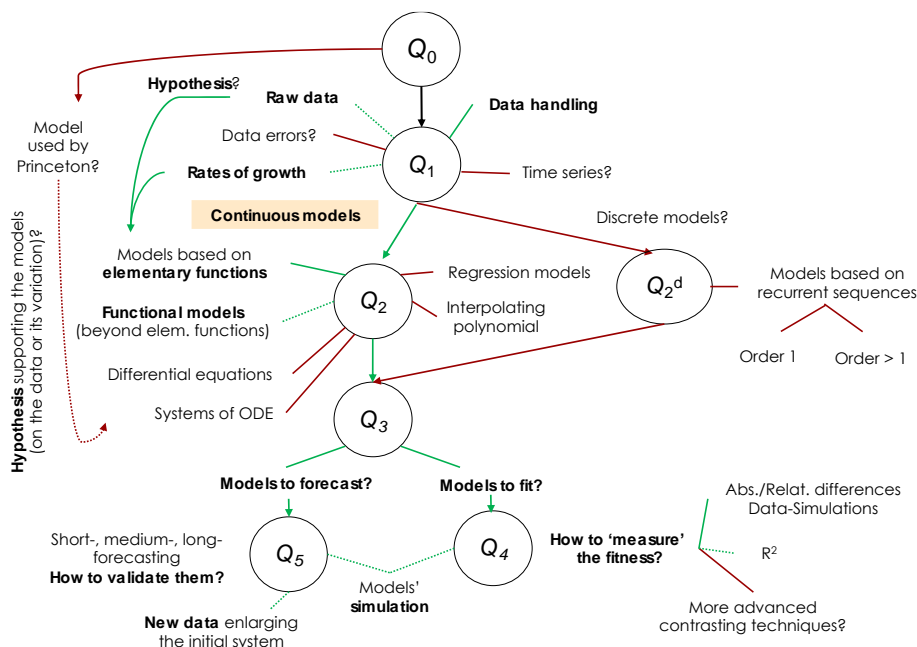 Q0
Hypothesis?
Raw data
Data handling
Model
used by
Princeton?
Data errors?
Q1
Rates of growth
Time series?
Continuous models
Discrete models?
Hypothesis supporting the models
(on the data or its variation)?
Models based on
elementary functions
Regression models
Q2
Q2d
Models based on
recurrent sequences
Functional models
(beyond elem. functions)
Interpolating
polynomial
Order 1
Order > 1
Differential equations
Systems of ODE
Q3
Models to forecast?
Models to fit?
Abs./Relat. differences
Data-Simulations
Short-, medium-, long-
forecasting
How to validate them?
Q5
Q4
How to ‘measure’
the fitness?
R2
Models’
simulation
New data enlarging
the initial system
More advanced
contrasting techniques?